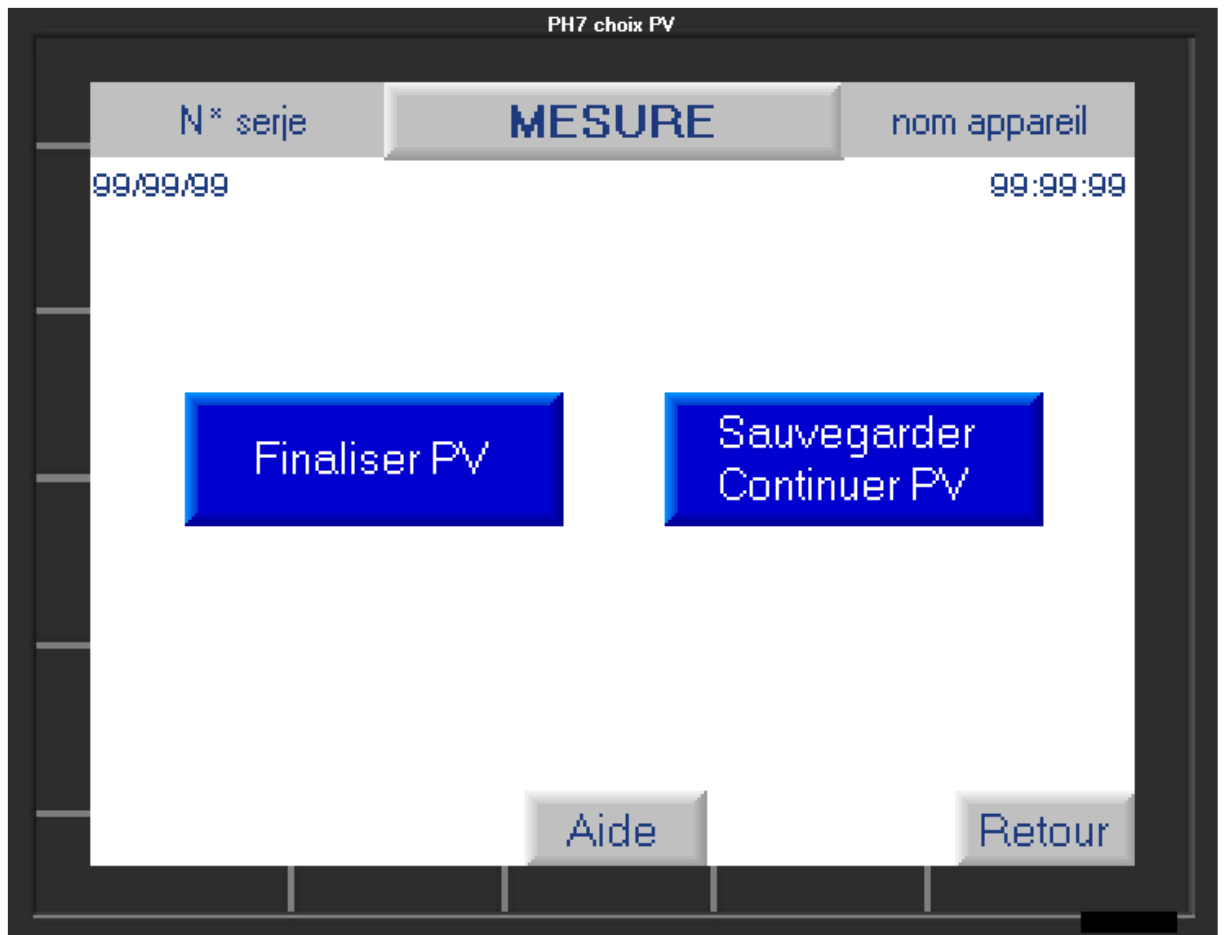 PH7 choix PV
N° serje MESURE nom appareil
99/99/99 99:99:99
Finaliser PV
Sauvegarder
Continuer PV
Aide Retour